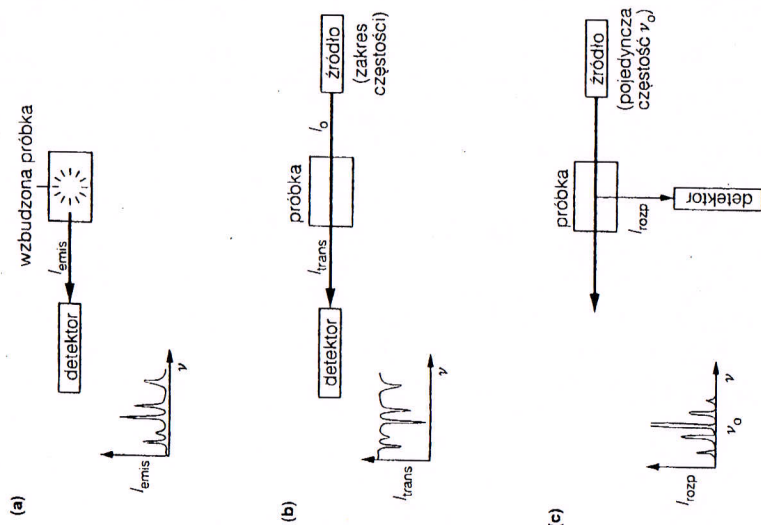 (a)
wzbudzona próbka
I_emis
detektor
I_emis
ν
(b)
próbka
źródło
(zakres
częstości)
I_o
I_trans
detektor
I_trans
ν
(c)
próbka
źródło
(pojedyncza
częstość ν_o)
I_rozp
detektor
I_rozp
ν_o
ν